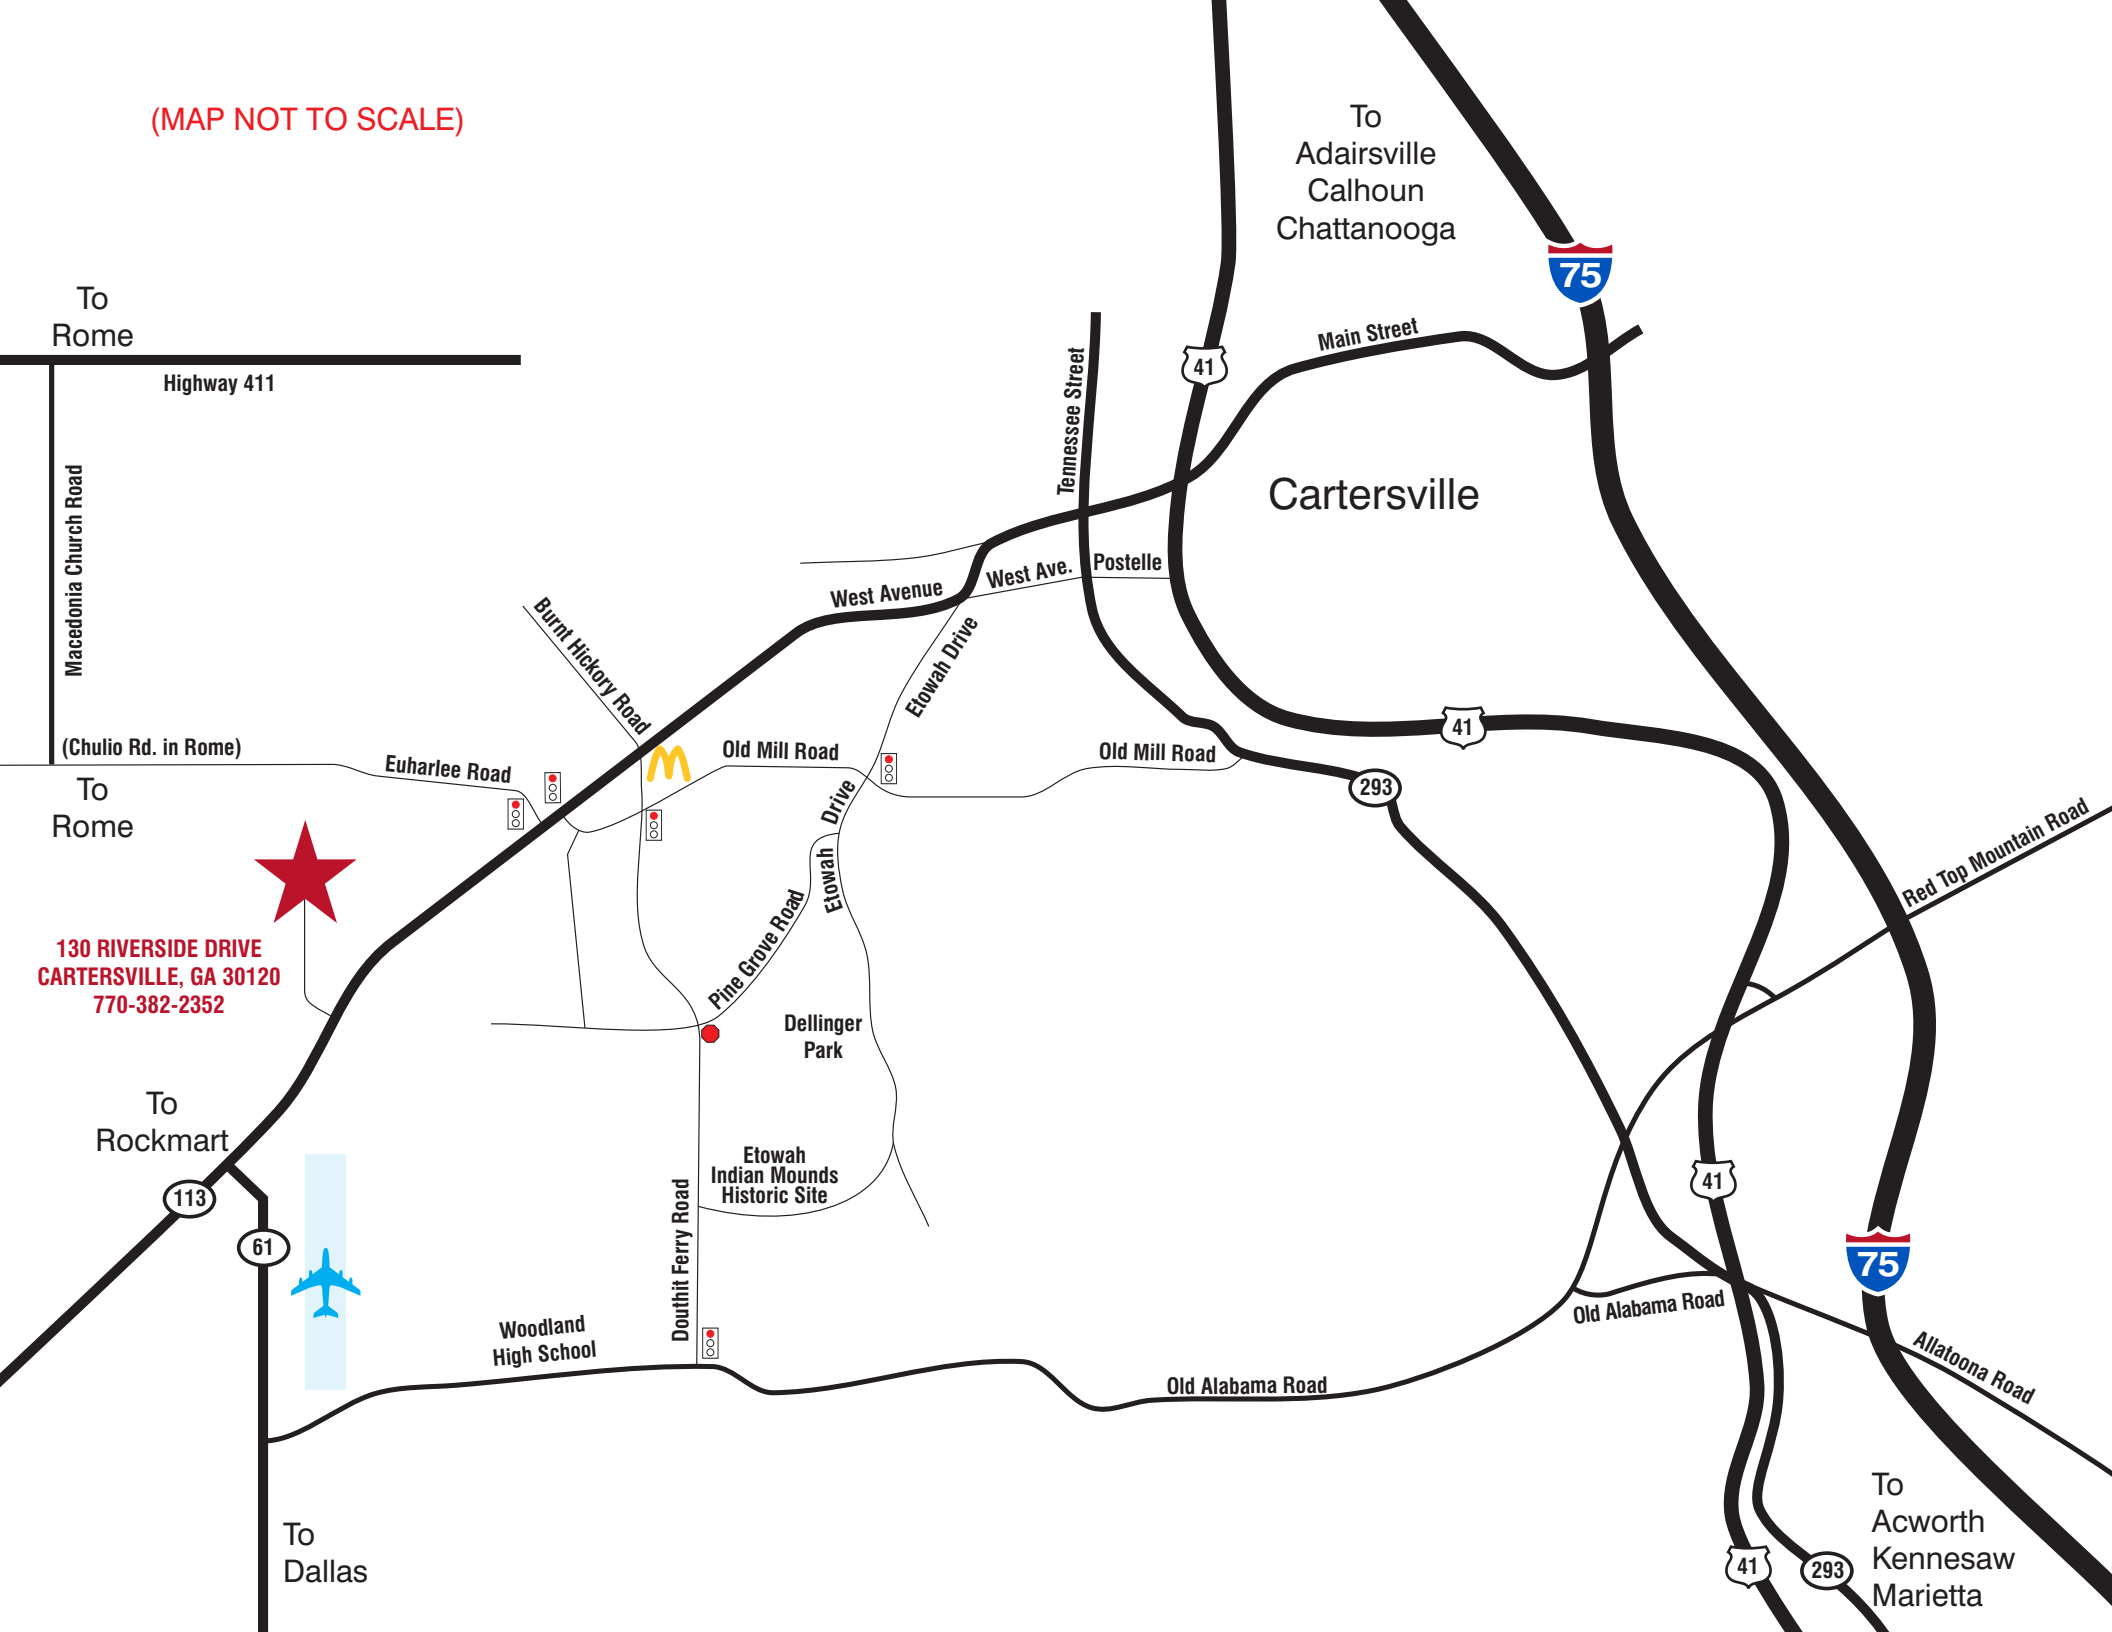 (MAP NOT TO SCALE)
To
Adairsville
Calhoun
Chattanooga
75
To
Rome
Highway 411
Main Street
41
Tennessee Street
Cartersville
Macedonia Church Road
West Avenue
West Ave.
Postelle
Burnt Hickory Road
Etowah Drive
(Chulio Rd. in Rome)
To
Rome
Euharlee Road
Old Mill Road
Old Mill Road
41
293
Etowah Drive
Pine Grove Road
Red Top Mountain Road
130 RIVERSIDE DRIVE
CARTERSVILLE, GA 30120
770-382-2352
Dellinger
Park
To
Rockmart
113
61
Etowah
Indian Mounds
Historic Site
Douthit Ferry Road
41
75
Woodland
High School
Old Alabama Road
Old Alabama Road
Allatoona Road
To
Dallas
41
293
To
Acworth
Kennesaw
Marietta